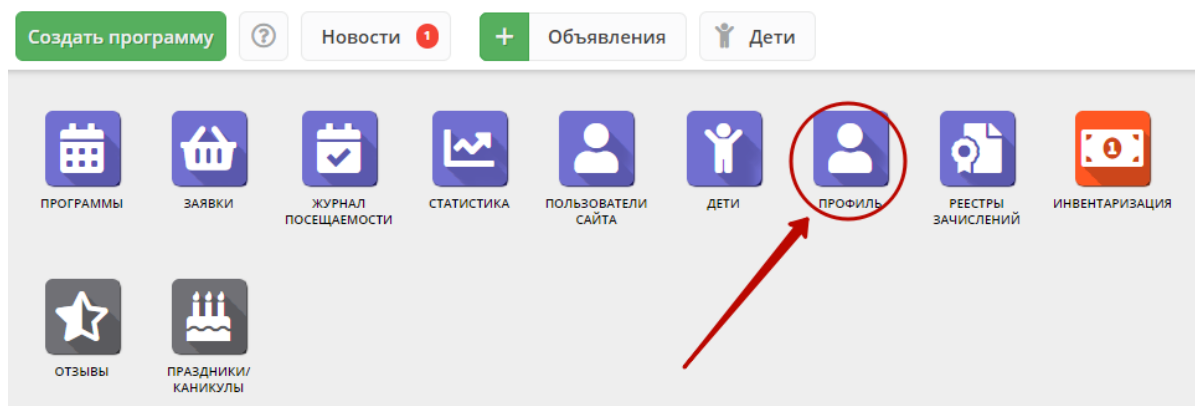 Создать программу
?
Новости 1
+ Объявления
Дети
ПРОГРАММЫ
ЗАЯВКИ
ЖУРНАЛ
ПОСЕЩАЕМОСТИ
СТАТИСТИКА
ПОЛЬЗОВАТЕЛИ
САЙТА
ДЕТИ
ПРОФИЛЬ
РЕЕСТРЫ
ЗАЧИСЛЕНИЙ
1
ИНВЕНТАРИЗАЦИЯ
ОТЗЫВЫ
ПРАЗДНИКИ/
КАНИКУЛЫ